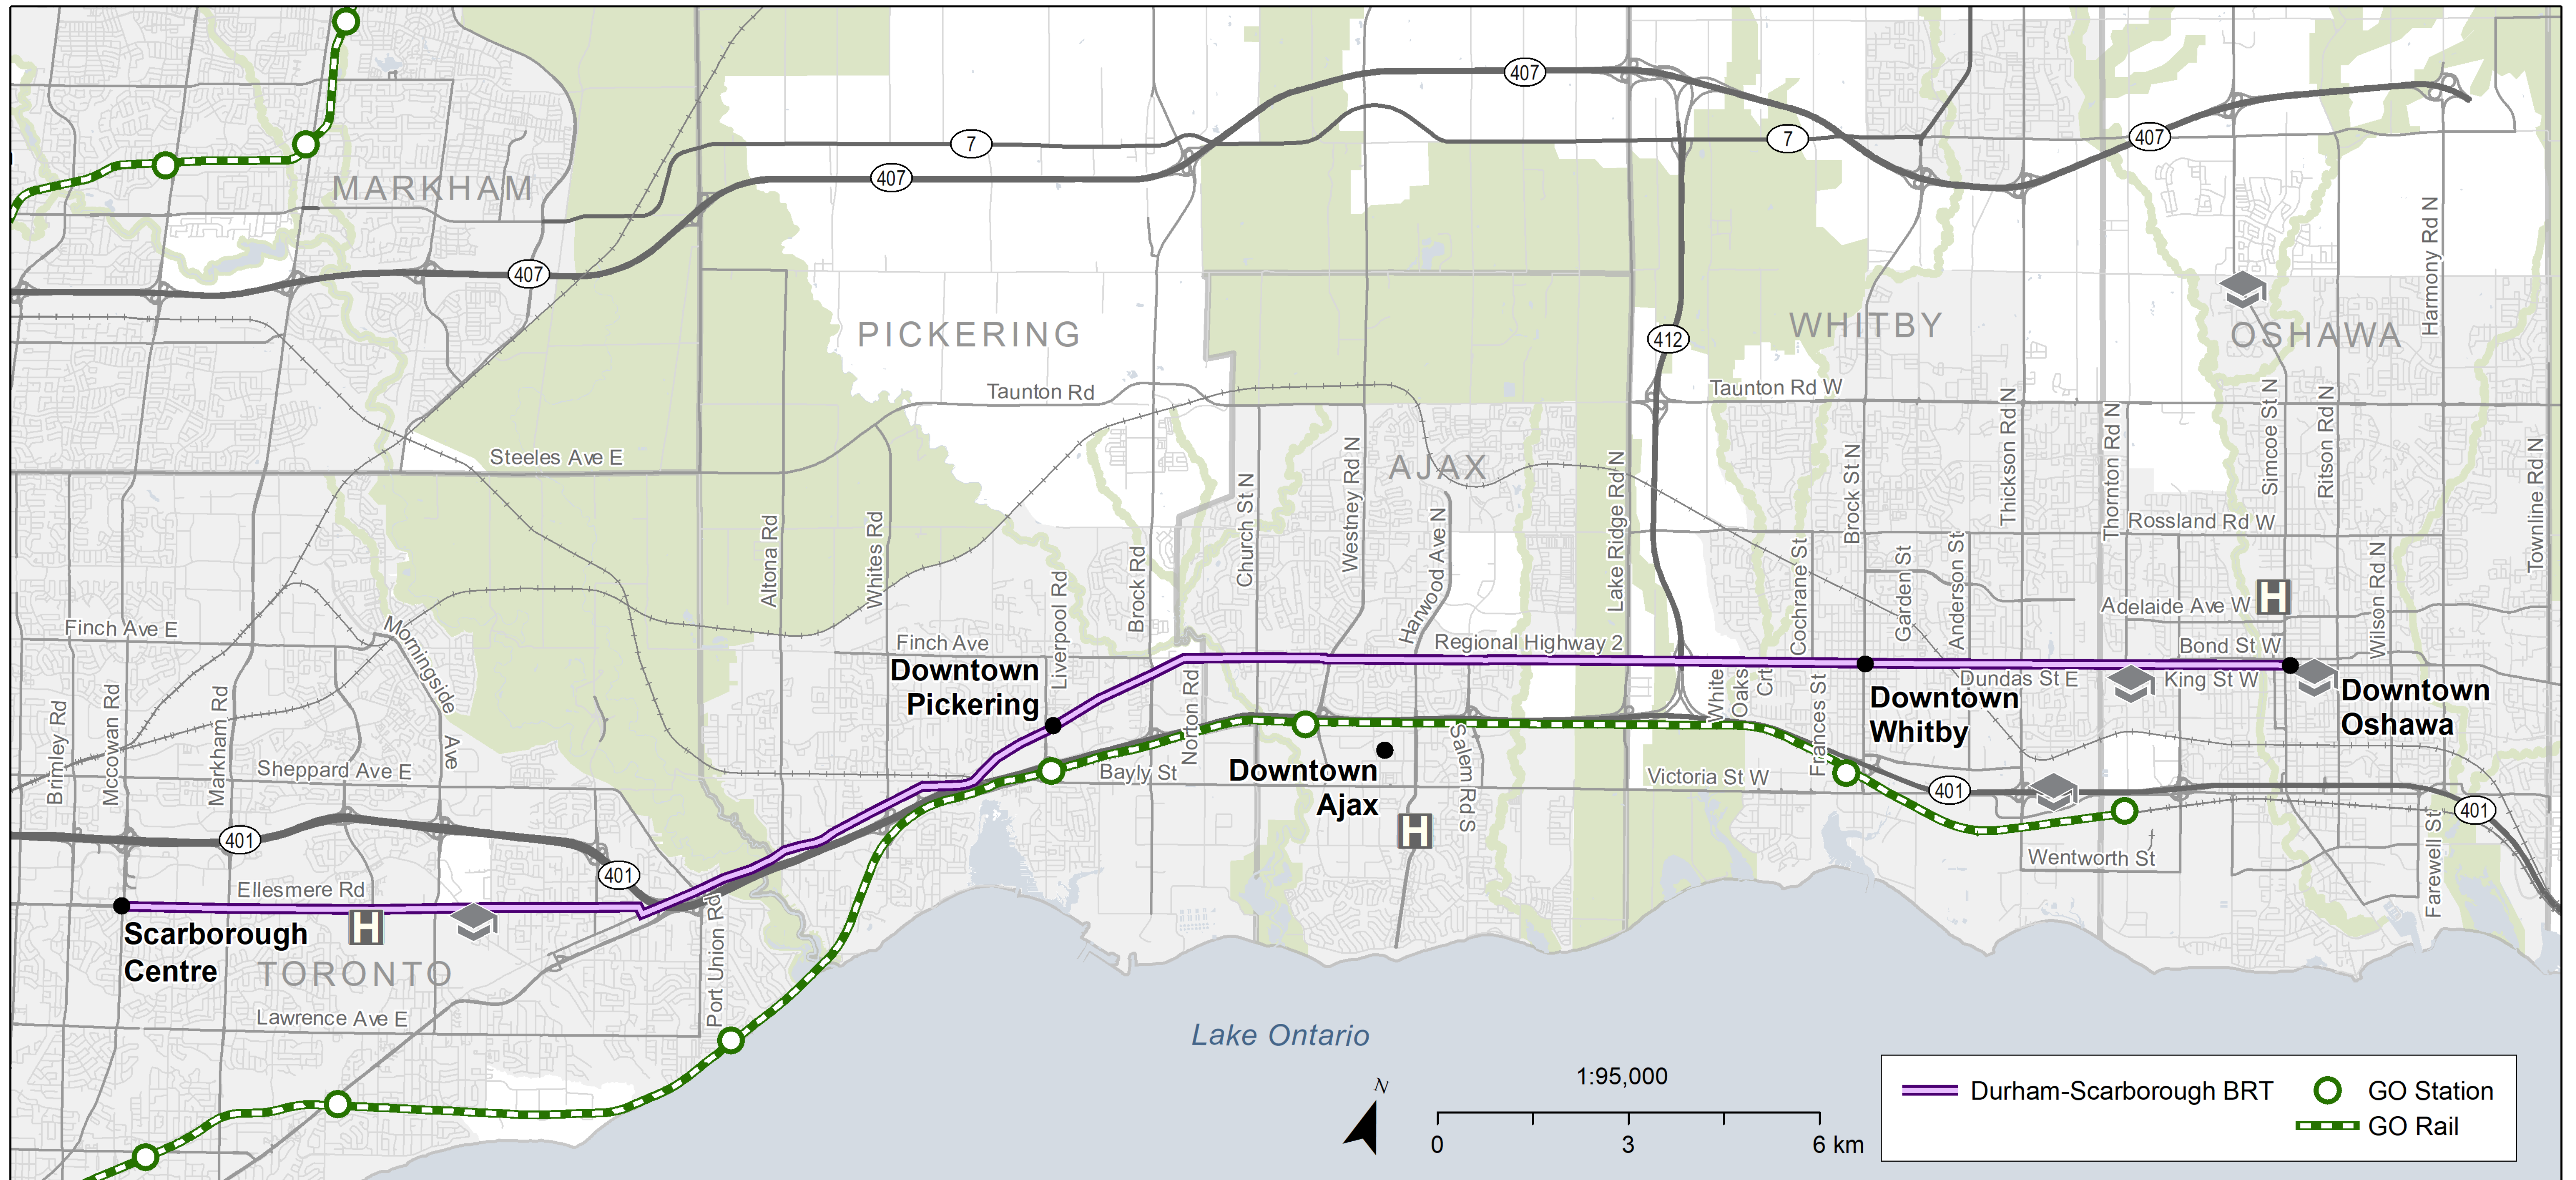 407
7
7
407
407
MARKHAM
407
PICKERING
412
WHITBY
OSHAWA
Harmony Rd N
Taunton Rd
Taunton Rd W
Steeles Ave E
AJAX
Altona Rd
Whites Rd
Liverpool Rd
Brock Rd
Church St N
Westney Rd N
Harwood Ave N
Lake Ridge Rd N
Cochrane St
Brock St N
Garden St
Anderson St
Thickson Rd N
Thornton Rd N
Simcoe St N
Ritson Rd N
Wilson Rd N
Townline Rd N
Rossland Rd W
Adelaide Ave W
H
Bond St W
Finch Ave E
Morningside
Ave
Finch Ave
Regional Highway 2
Downtown
Pickering
Norton Rd
White
Oaks
Crt
Frances St
Dundas St E
King St W
Downtown
Whitby
Downtown
Oshawa
Brimley Rd
Mccowan Rd
Markham Rd
Sheppard Ave E
Bayly St
Downtown
Ajax
Salem Rd S
Victoria St W
401
401
401
401
H
Wentworth St
Farewell St
Ellesmere Rd
H
Scarborough
Centre
TORONTO
Port Union Rd
Lawrence Ave E
Lake Ontario
N
1:95,000
0
3
6 km
Durham-Scarborough BRT
GO Station
GO Rail